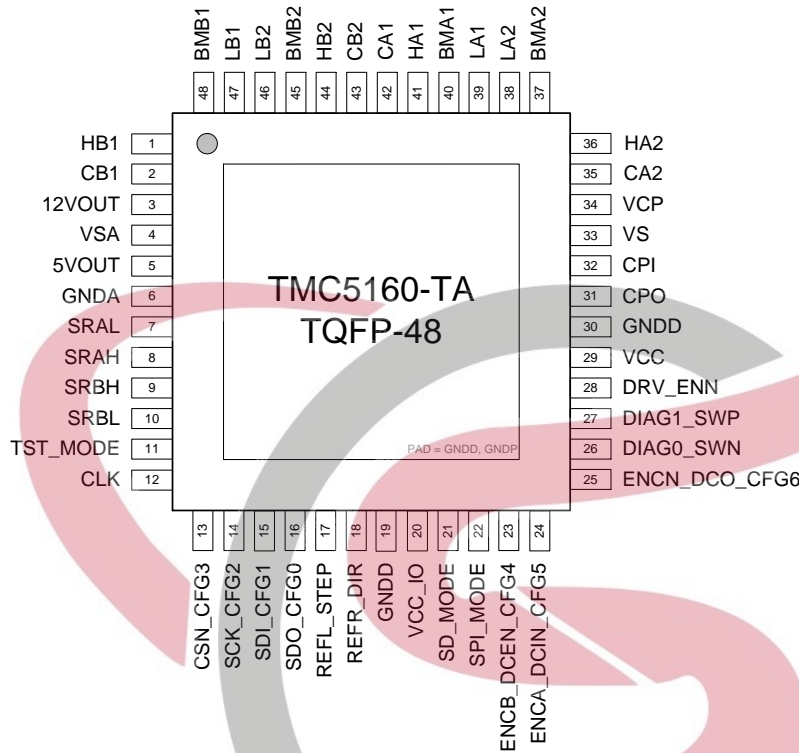 BMB1
LB1
LB2
BMB2
HB2
CB2
CA1
HA1
BMA1
LA1
LA2
BMA2
48
47
46
45
44
43
42
41
40
39
38
37
HB1 1
36 HA2
CB1 2
35 CA2
12VOUT 3
34 VCP
VSA 4
33 VS
5VOUT 5
32 CPI
GNDA 6
31 CPO
SRAL 7
30 GNDD
SRAH 8
29 VCC
SRBH 9
28 DRV_ENN
SRBL 10
27 DIAG1_SWP
TST_MODE 11
26 DIAG0_SWN
CLK 12
25 ENCN_DCO_CFG6
TMC5160-TA
TQFP-48
PAD = GNDD, GNDP
13
14
15
16
17
18
19
20
21
22
23
24
CSN_CFG3
SCK_CFG2
SDI_CFG1
SDO_CFG0
REFL_STEP
REFR_DIR
GNDD
VCC_IO
SD_MODE
SPI_MODE
ENCB_DCEN_CFG4
ENCA_DCIN_CFG5